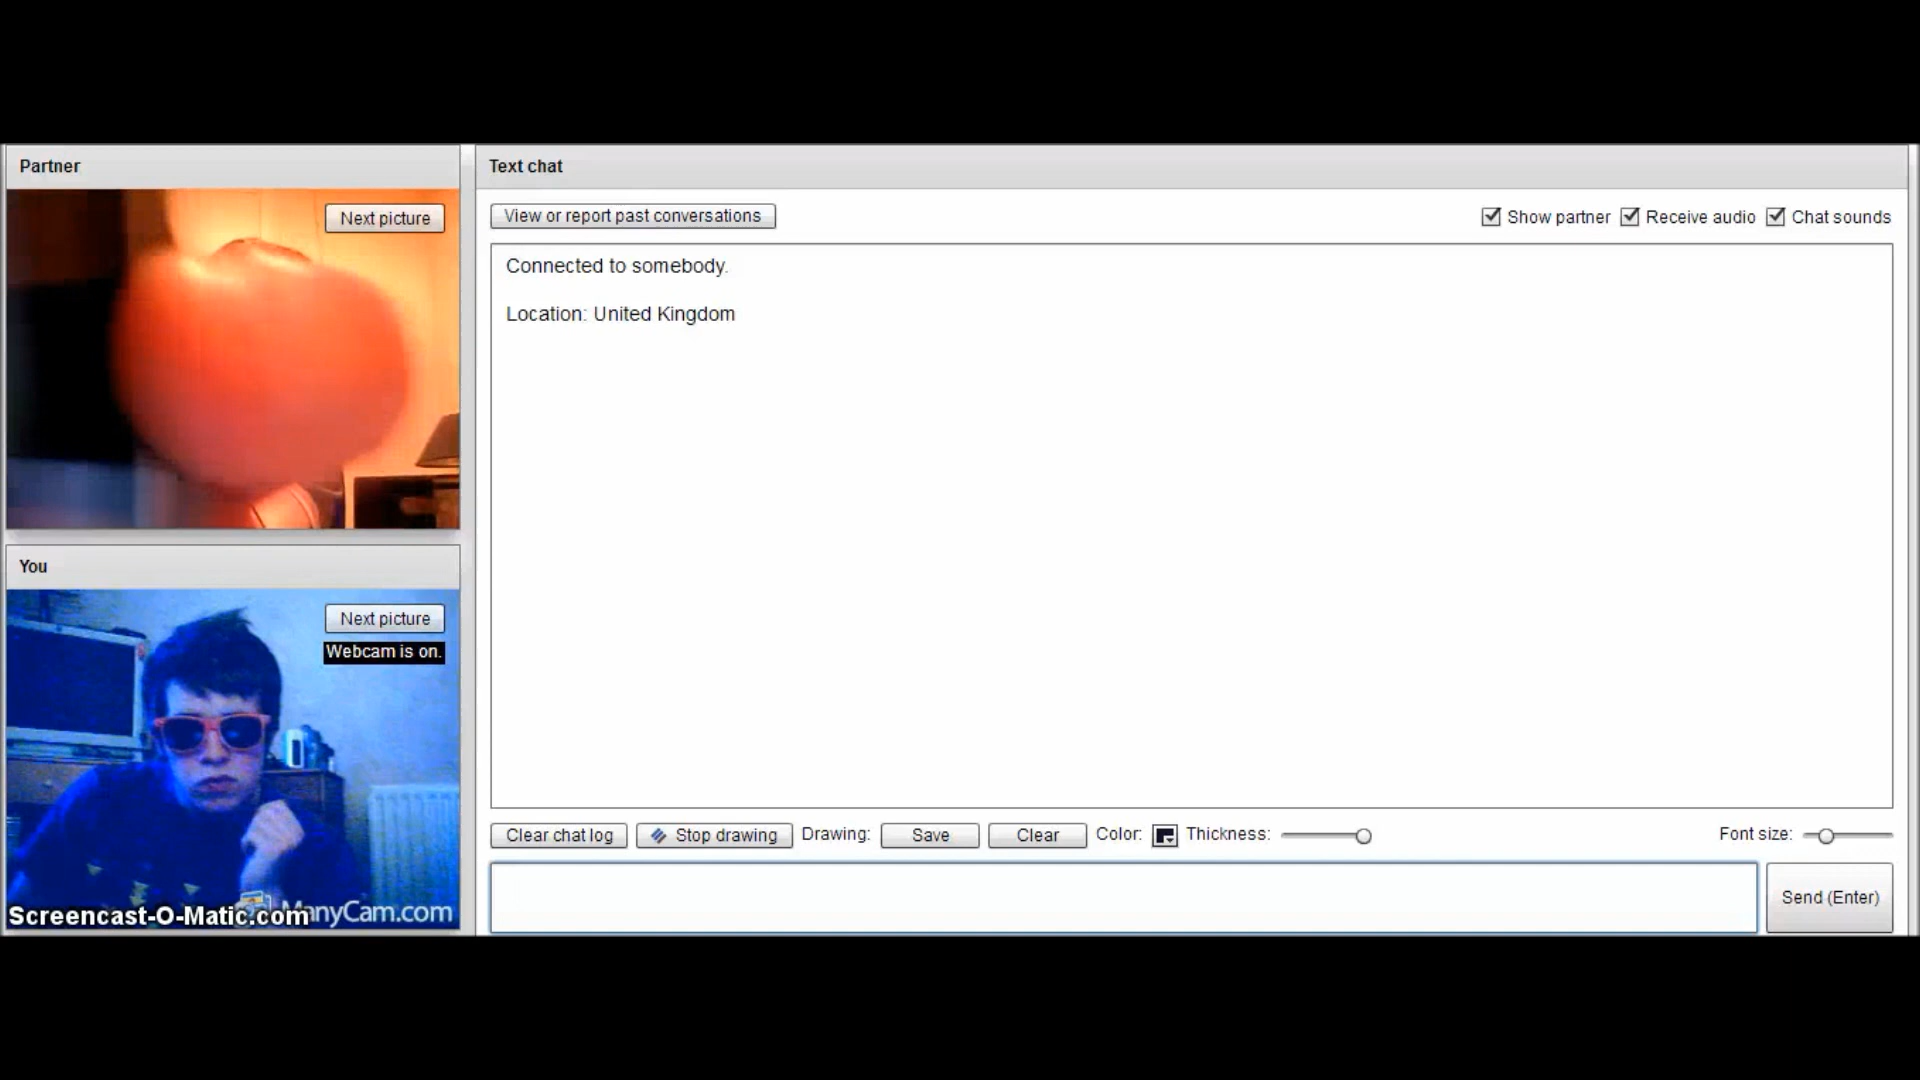 Partner
Next picture
You
Next picture
Webcam is on.
Screencast-O-Matic.com
ManyCam.com
Text chat
View or report past conversations
Show partner
Receive audio
Chat sounds
Connected to somebody.
Location: United Kingdom
Clear chat log
Stop drawing
Drawing:
Save
Clear
Color:
Thickness:
Font size:
Send (Enter)